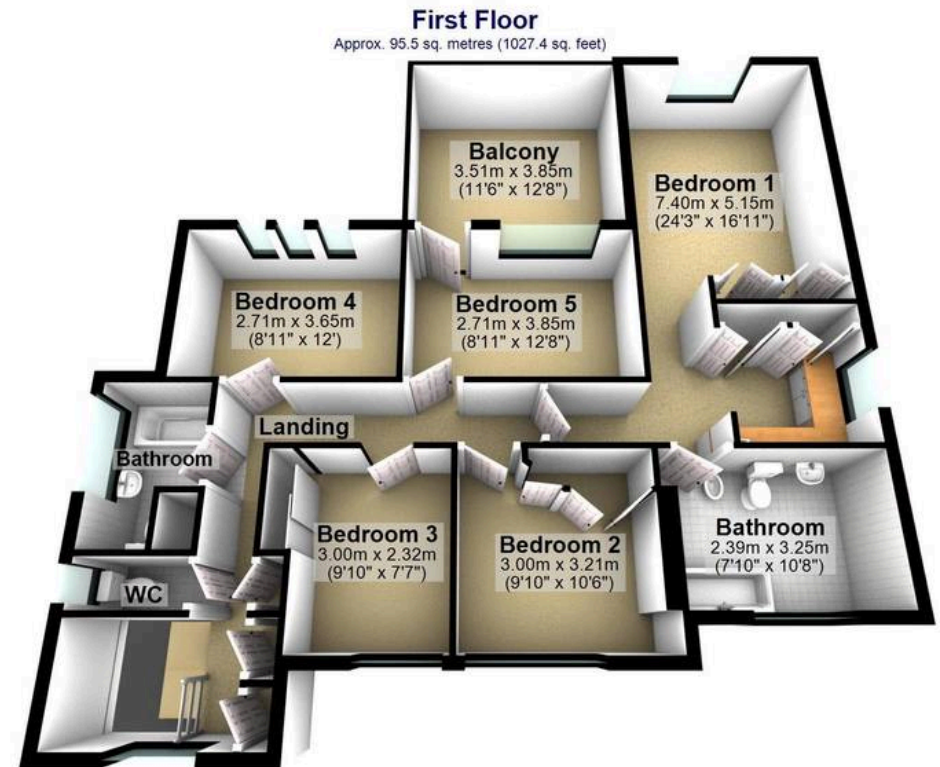 First Floor
Approx. 95.5 sq. metres (1027.4 sq. feet)
Balcony
3.51m x 3.85m
(11'6" x 12'8")
Bedroom 1
7.40m x 5.15m
(24'3" x 16'11")
Bedroom 4
2.71m x 3.65m
(8'11" x 12')
Bedroom 5
2.71m x 3.85m
(8'11" x 12'8")
Landing
Bathroom
Bedroom 3
3.00m x 2.32m
(9'10" x 7'7")
Bedroom 2
3.00m x 3.21m
(9'10" x 10'6")
Bathroom
2.39m x 3.25m
(7'10" x 10'8")
WC